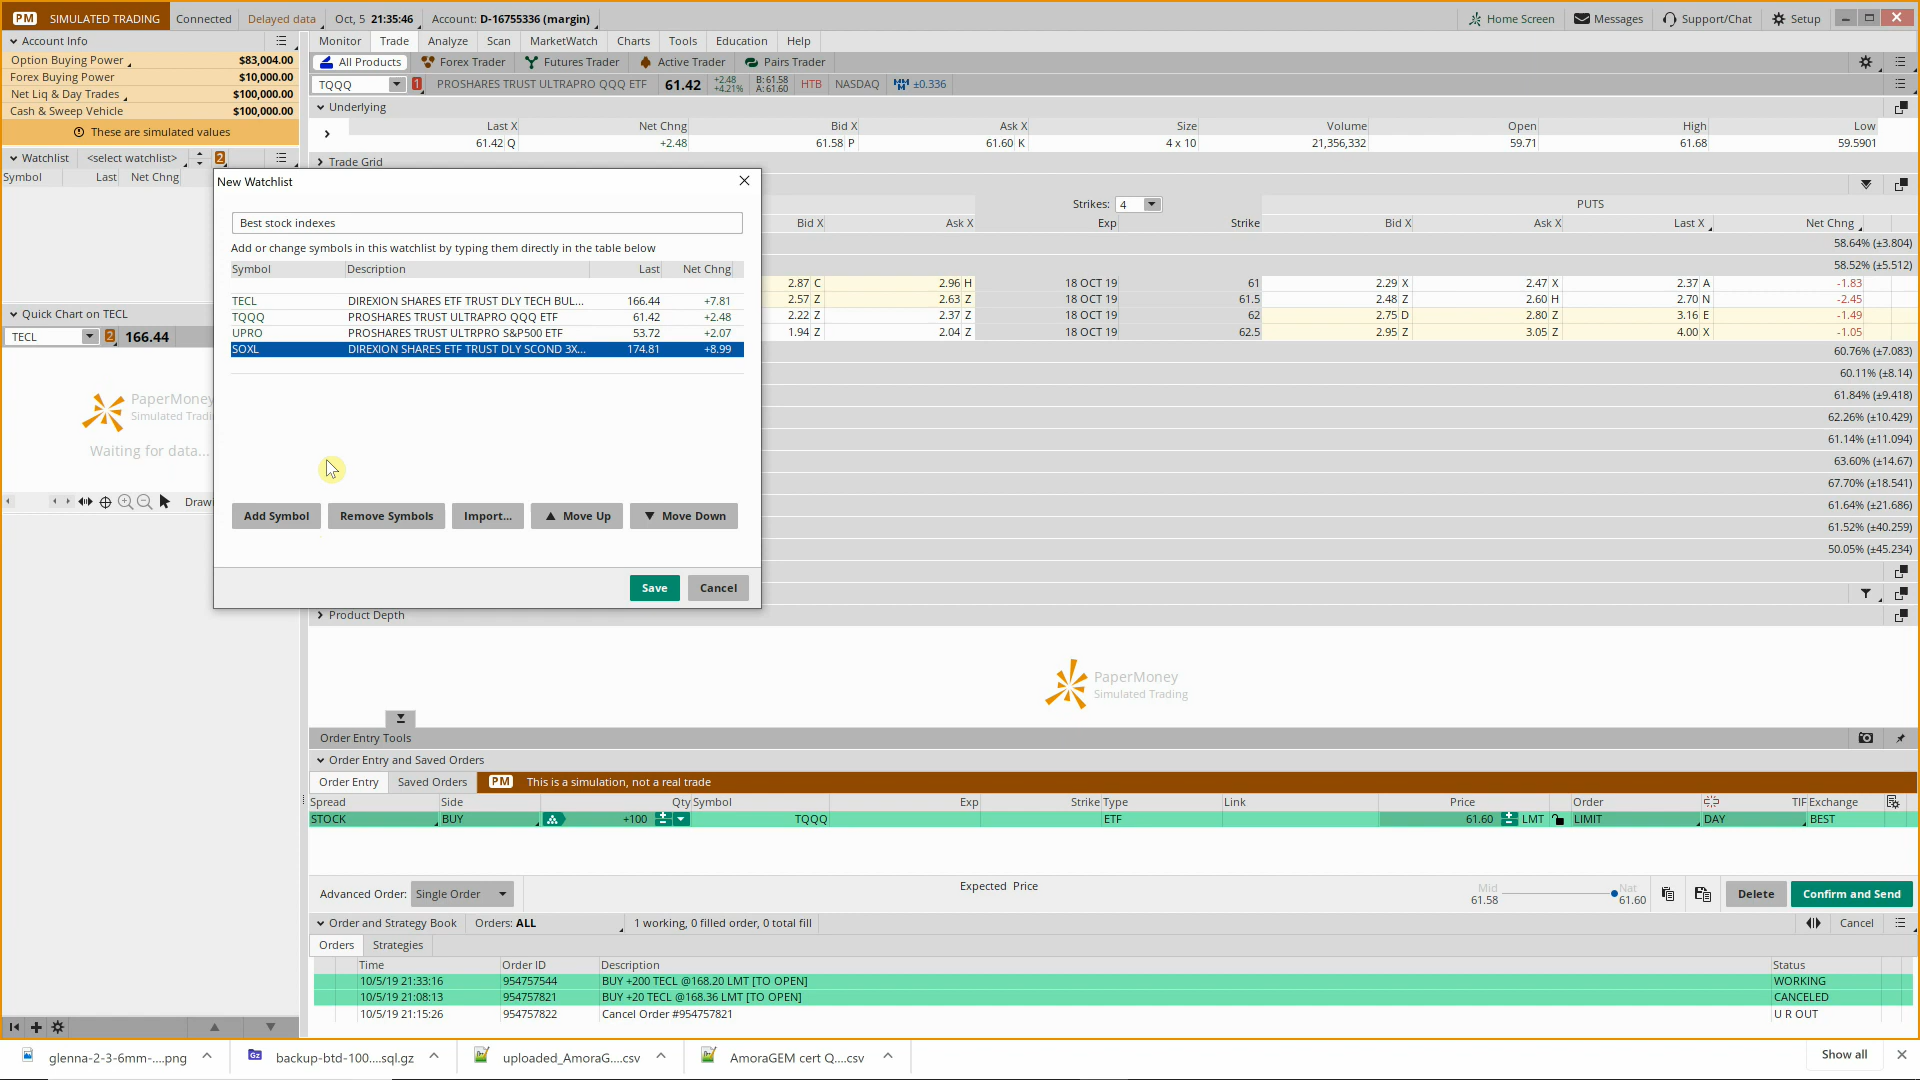 PM SIMULATED TRADING Connected Delayed data Oct, 5 21:35:46 Account: D-16755336 (margin) Home Screen Messages Support/Chat Setup
Account Info
Option Buying Power $83,004.00
Forex Buying Power $10,000.00
Net Liq & Day Trades $100,000.00
Cash & Sweep Vehicle $100,000.00
These are simulated values
Watchlist <select watchlist> 2
Symbol Last Net Chng
Quick Chart on TECL
TECL 2 166.44
PaperMoney
Simulated Tradi
Waiting for data...
Drawi
Monitor Trade Analyze Scan MarketWatch Charts Tools Education Help
All Products Forex Trader Futures Trader Active Trader Pairs Trader
TQQQ 1 PROSHARES TRUST ULTRAPRO QQQ ETF 61.42 +2.48 +4.21% B: 61.58 A: 61.60 HTB NASDAQ ±0.336
Underlying
Last X Net Chng Bid X Ask X Size Volume Open High Low
61.42 Q +2.48 61.58 P 61.60 K 4 x 10 21,356,332 59.71 61.68 59.5901
Trade Grid
New Watchlist
Best stock indexes
Add or change symbols in this watchlist by typing them directly in the table below
Symbol Description Last Net Chng
TECL DIREXION SHARES ETF TRUST DLY TECH BUL... 166.44 +7.81
TQQQ PROSHARES TRUST ULTRAPRO QQQ ETF 61.42 +2.48
UPRO PROSHARES TRUST ULTRPRO S&P500 ETF 53.72 +2.07
SOXL DIREXION SHARES ETF TRUST DLY SCOND 3X... 174.81 +8.99
Add Symbol Remove Symbols Import... Move Up Move Down
Save Cancel
Strikes: 4 PUTS
Bid X Ask X Exp Strike Bid X Ask X Last X Net Chng
58.64% (±3.804)
58.52% (±5.512)
2.87 C 2.96 H 18 OCT 19 61 2.29 X 2.47 X 2.37 A -1.83
2.57 Z 2.63 Z 18 OCT 19 61.5 2.48 Z 2.60 H 2.70 N -2.45
2.22 Z 2.37 Z 18 OCT 19 62 2.75 D 2.80 Z 3.16 E -1.49
1.94 Z 2.04 Z 18 OCT 19 62.5 2.95 Z 3.05 Z 4.00 X -1.05
60.76% (±7.083)
60.11% (±8.14)
61.84% (±9.418)
62.26% (±10.429)
61.14% (±11.094)
63.60% (±14.67)
67.70% (±18.541)
61.64% (±21.686)
61.52% (±40.259)
50.05% (±45.234)
Product Depth
PaperMoney
Simulated Trading
Order Entry Tools
Order Entry and Saved Orders
Order Entry Saved Orders PM This is a simulation, not a real trade
Spread Side Qty Symbol Exp Strike Type Link Price Order TIF Exchange
STOCK BUY +100 TQQQ ETF 61.60 LMT LIMIT DAY BEST
Advanced Order: Single Order Expected Price Mid 61.58 Nat 61.60 Delete Confirm and Send
Order and Strategy Book Orders: ALL 1 working, 0 filled order, 0 total fill Cancel
Orders Strategies
Time Order ID Description Status
10/5/19 21:33:16 954757544 BUY +200 TECL @168.20 LMT [TO OPEN] WORKING
10/5/19 21:08:13 954757821 BUY +20 TECL @168.36 LMT [TO OPEN] CANCELED
10/5/19 21:15:26 954757822 Cancel Order #954757821 U R OUT
glenna-2-3-6mm-....png backup-btd-100....sql.gz uploaded_AmoraG....csv AmoraGEM cert Q....csv Show all